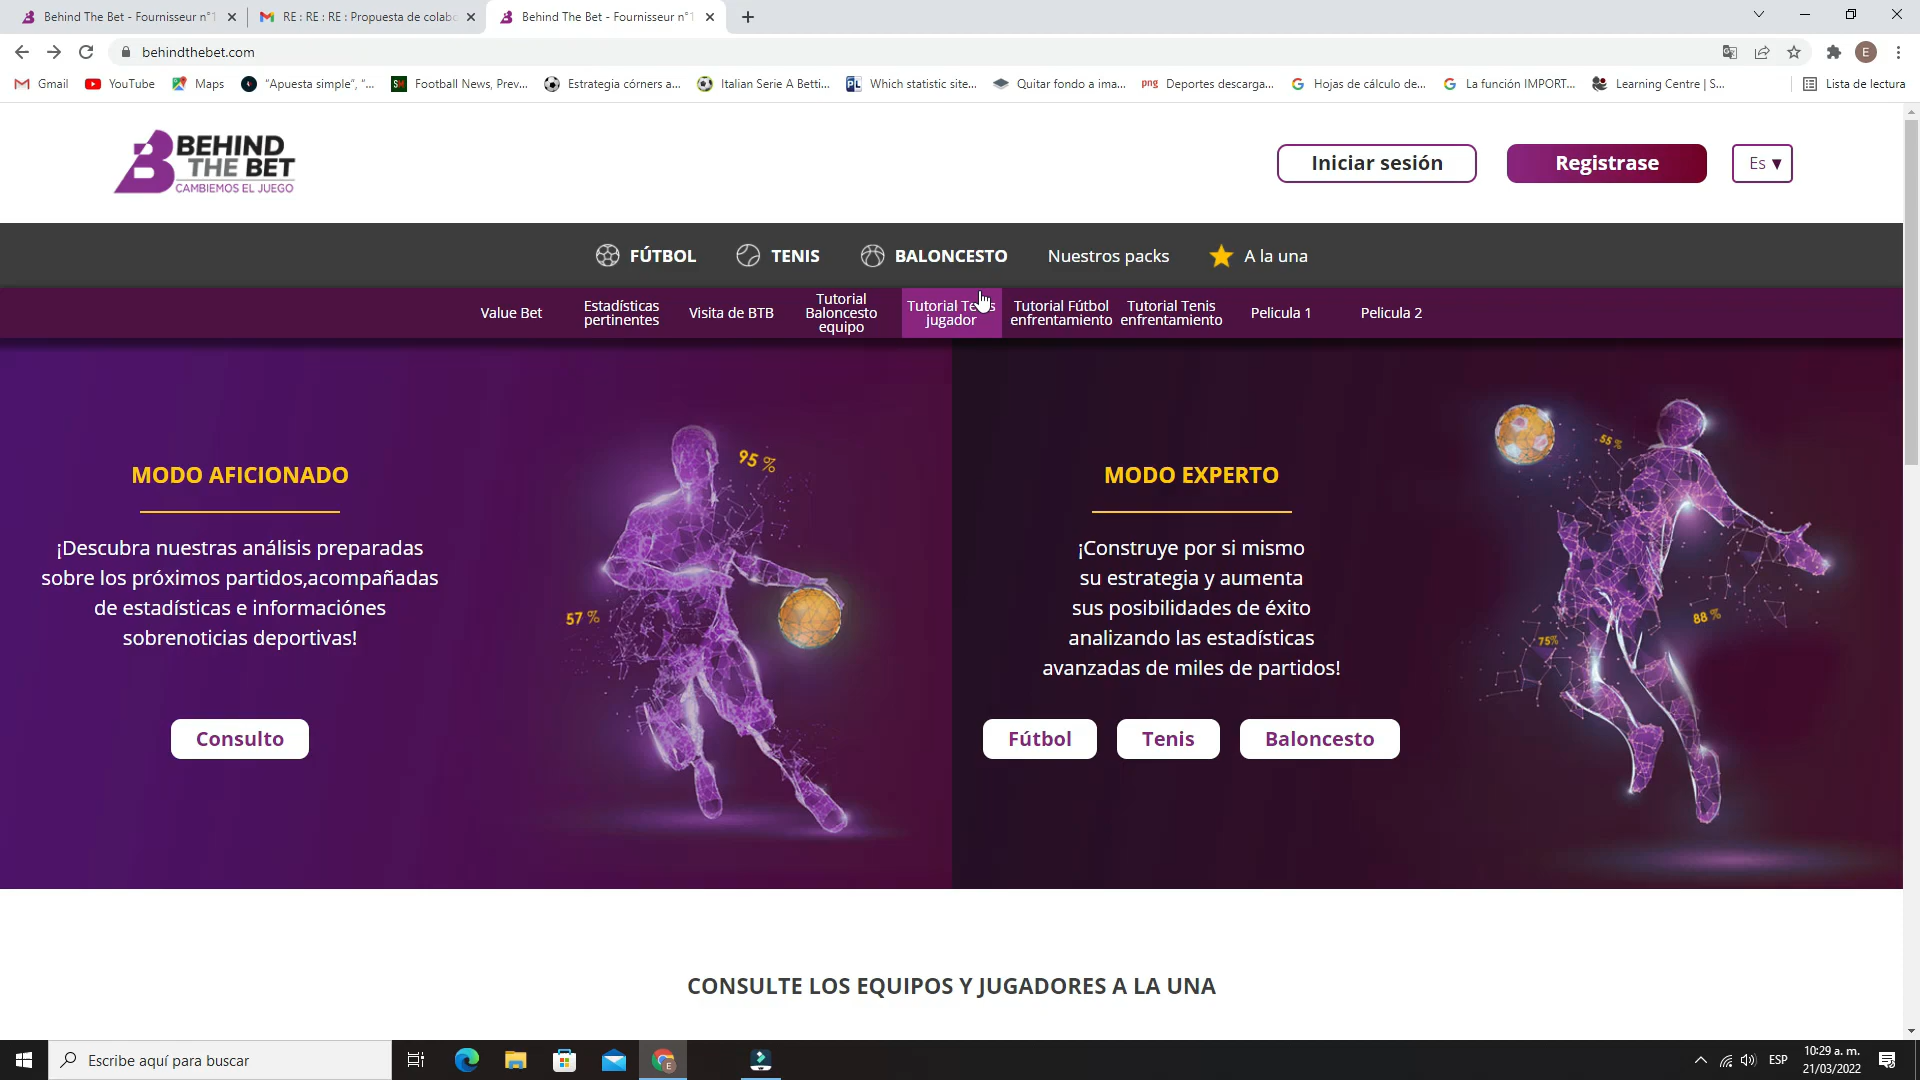 Behind The Bet - Fournisseur n°1
RE : RE : RE : Propuesta de colabo
Behind The Bet - Fournisseur n°1
behindthebet.com
E
Gmail
YouTube
Maps
"Apuesta simple", "...
Football News, Prev...
Estrategia córners a...
Italian Serie A Betti...
Which statistic site...
Quitar fondo a ima...
png Deportes descarga...
Hojas de cálculo de...
La función IMPORT...
Learning Centre | S...
Lista de lectura
BEHIND
THE BET
CAMBIEMOS EL JUEGO
Iniciar sesión
Registrase
Es ▼
FÚTBOL
TENIS
BALONCESTO
Nuestros packs
A la una
Value Bet
Estadísticas
pertinentes
Visita de BTB
Tutorial
Baloncesto
equipo
Tutorial
jugador
Tutorial Fútbol
enfrentamiento
Tutorial Tenis
enfrentamiento
Pelicula 1
Pelicula 2
MODO AFICIONADO
¡Descubra nuestras análisis preparadas
sobre los próximos partidos,acompañadas
de estadísticas e informaciónes
sobrenoticias deportivas!
Consulto
95 %
57 %
MODO EXPERTO
¡Construye por si mismo
su estrategia y aumenta
sus posibilidades de éxito
analizando las estadísticas
avanzadas de miles de partidos!
Fútbol
Tenis
Baloncesto
55 %
88 %
75%
CONSULTE LOS EQUIPOS Y JUGADORES A LA UNA
Escribe aquí para buscar
ESP
10:29 a. m.
21/03/2022